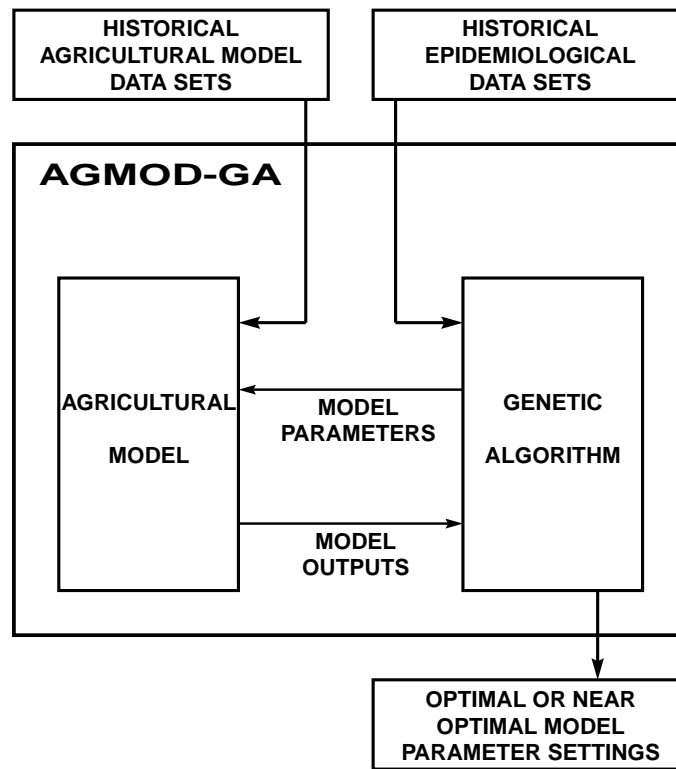 HISTORICAL
AGRICULTURAL MODEL
DATA SETS
HISTORICAL
EPIDEMIOLOGICAL
DATA SETS
AGMOD-GA
AGRICULTURAL
MODEL
MODEL
PARAMETERS
MODEL
OUTPUTS
GENETIC
ALGORITHM
OPTIMAL OR NEAR
OPTIMAL MODEL
PARAMETER SETTINGS